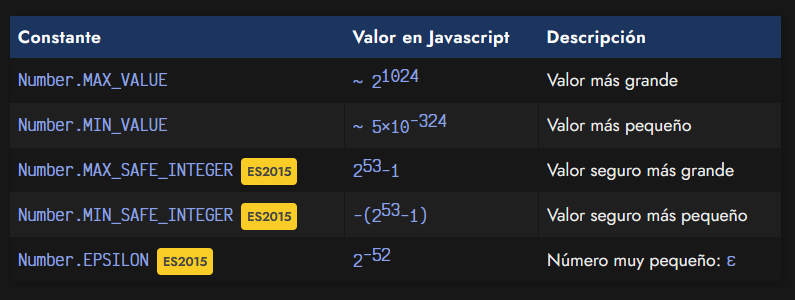 Constante Valor en Javascript Descripción
Number.MAX_VALUE ~ 2^1024 Valor más grande
Number.MIN_VALUE ~ 5×10^-324 Valor más pequeño
Number.MAX_SAFE_INTEGER ES2015 2^53-1 Valor seguro más grande
Number.MIN_SAFE_INTEGER ES2015 -(2^53-1) Valor seguro más pequeño
Number.EPSILON ES2015 2^-52 Número muy pequeño: ε